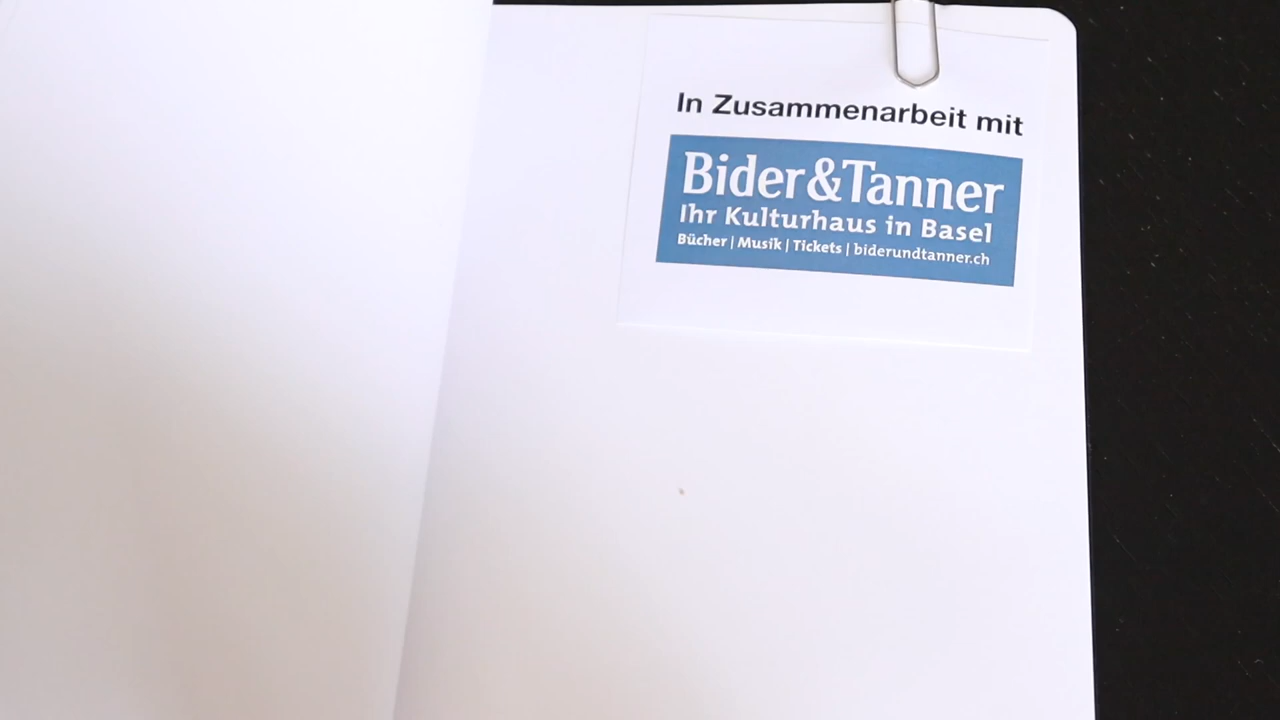 In Zusammenarbeit mit
Bider&Tanner
Ihr Kulturhaus in Basel
Bücher | Musik | Tickets | biderundtanner.ch